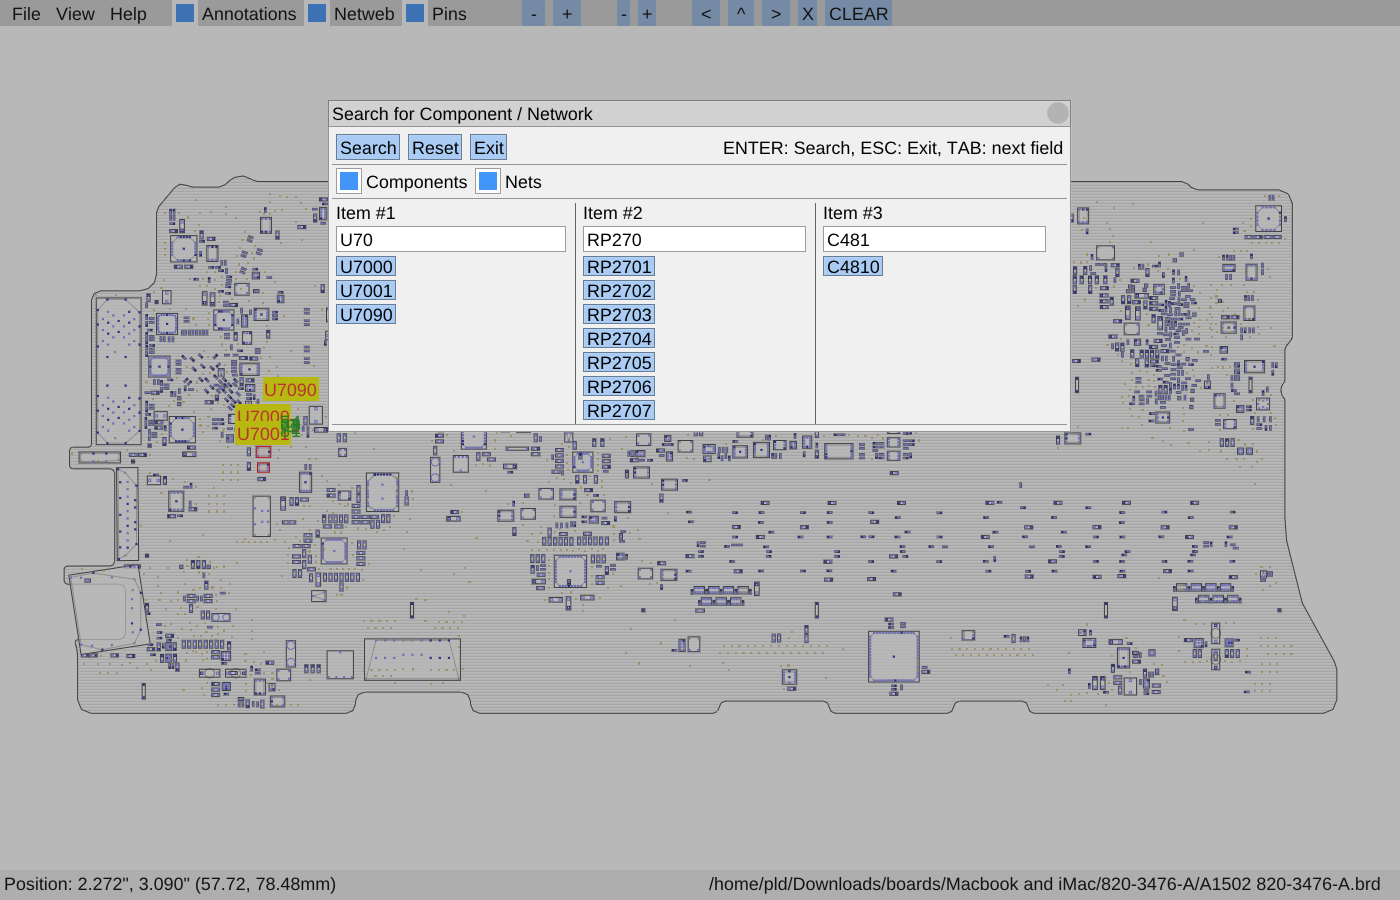 File View Help Annotations Netweb Pins - + - + < ^ > X CLEAR
Search for Component / Network
Search Reset Exit ENTER: Search, ESC: Exit, TAB: next field
Components Nets
Item #1 Item #2 Item #3
U70 RP270 C481
U7000 RP2701 C4810
U7001 RP2702
U7090 RP2703
RP2704
RP2705
RP2706
RP2707
U7090
U7000
U7001
Position: 2.272", 3.090" (57.72, 78.48mm) /home/pld/Downloads/boards/Macbook and iMac/820-3476-A/A1502 820-3476-A.brd